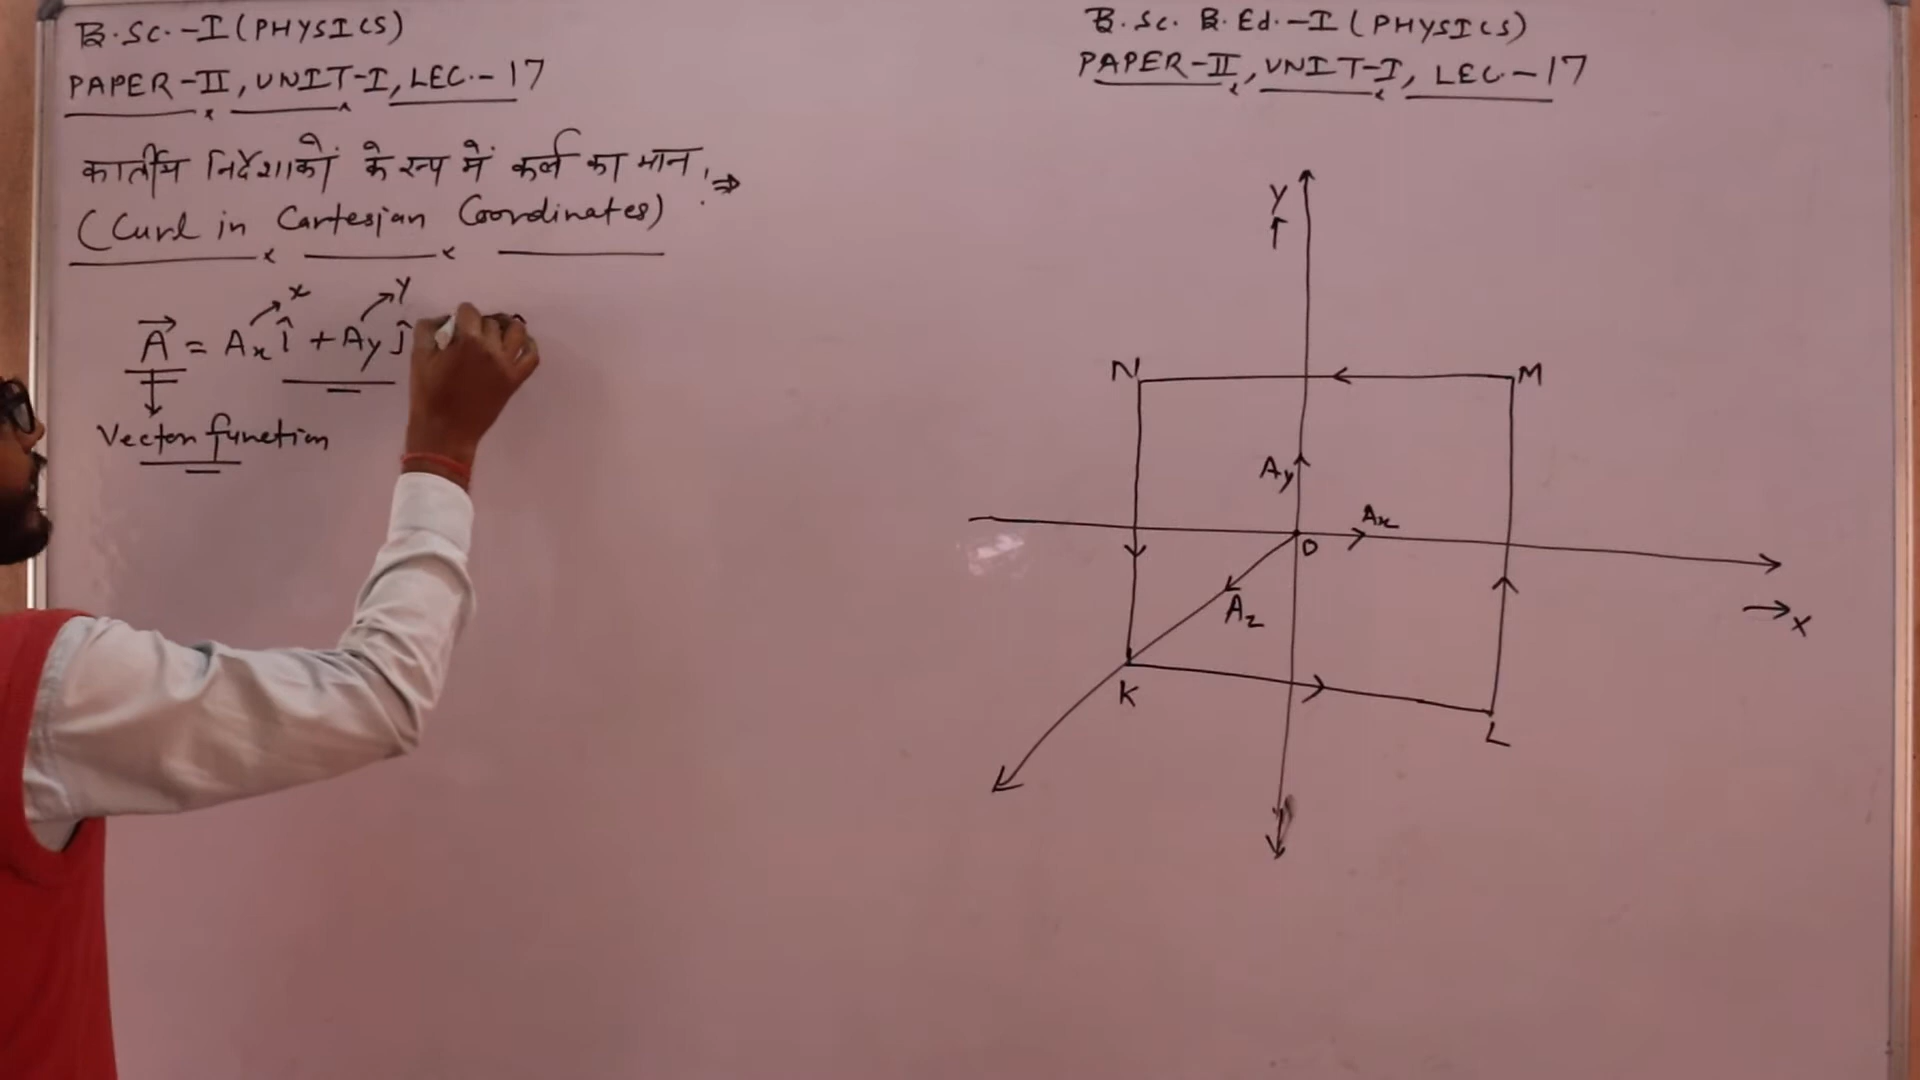 B.Sc.-I (PHYSICS)
PAPER-II, UNIT-I, LEC.-17
कार्तीय निर्देशाकों के रूप में कर्ल का मान :⇒
(Curl in Cartesian Coordinates)
x
y
A⃗ = Ax î + Ay ĵ
Vector function
B.Sc. B.Ed.-I (PHYSICS)
PAPER-II, UNIT-I, LEC.-17
Y
N
M
Ay
Ax
O
Az
X
K
L